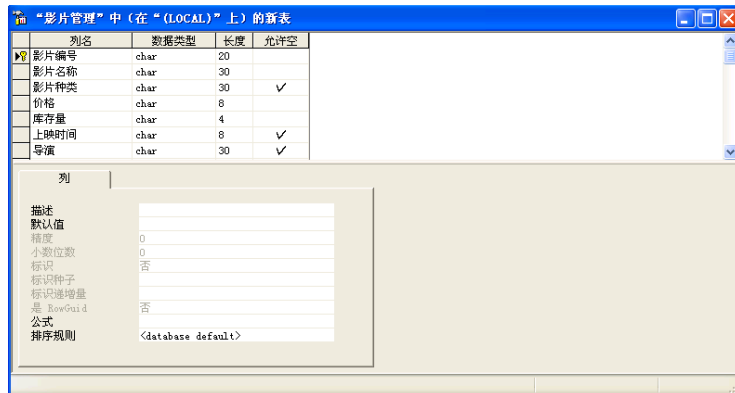 “影片管理”中（在“(LOCAL)”上）的新表
列名 数据类型 长度 允许空
影片编号 char 20
影片名称 char 30
影片种类 char 30 ✓
价格 char 8
库存量 char 4
上映时间 char 8 ✓
导演 char 30 ✓
列
描述
默认值
精度 0
小数位数 0
标识 否
标识种子
标识递增量
是 RowGuid 否
公式
排序规则 <database default>